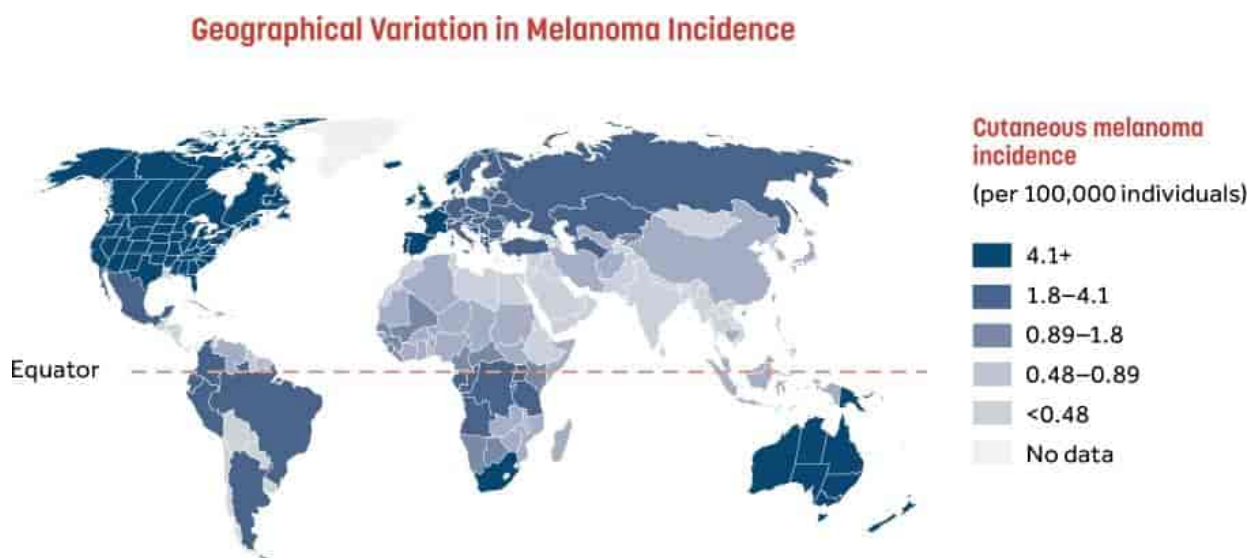 Geographical Variation in Melanoma Incidence
Cutaneous melanoma
incidence
(per 100,000 individuals)
4.1+
1.8–4.1
0.89–1.8
0.48–0.89
<0.48
No data
Equator